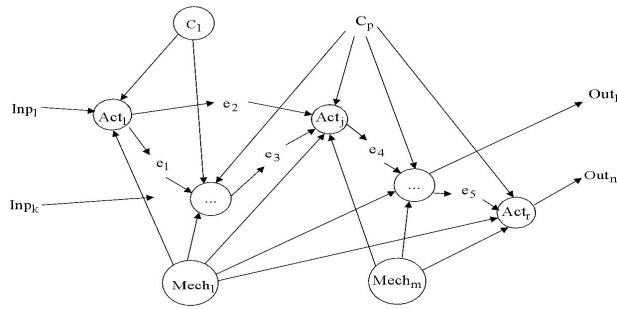 C1
Cp
Inp1
Act1
e2
Actj
Out1
e1
e3
e4
Inpk
...
...
e5
Outn
Actr
Mech1
Mechm